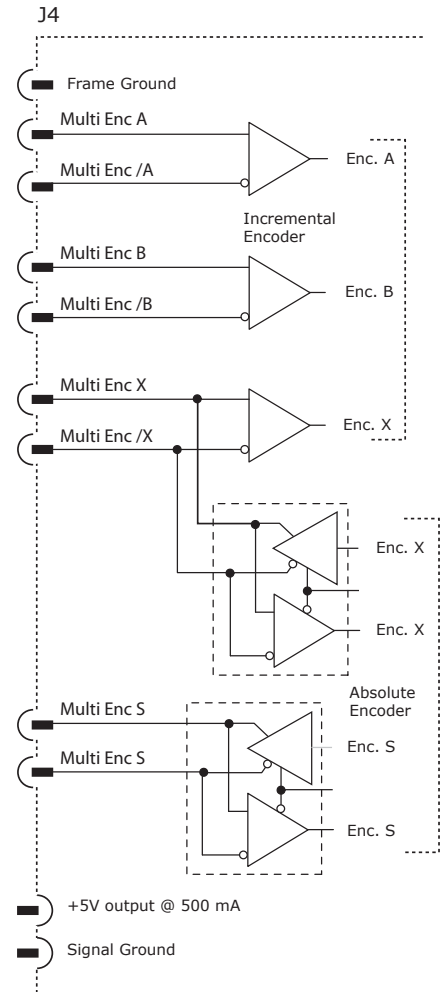 J4
Frame Ground
Multi Enc A
Enc. A
Multi Enc /A
Incremental
Encoder
Multi Enc B
Enc. B
Multi Enc /B
Multi Enc X
Enc. X
Multi Enc /X
Enc. X
Enc. X
Absolute
Encoder
Multi Enc S
Enc. S
Multi Enc S
Enc. S
+5V output @ 500 mA
Signal Ground